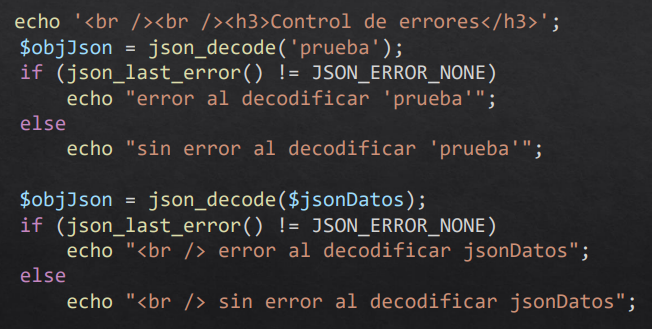 echo '<br /><br /><h3>Control de errores</h3>';
$objJson = json_decode('prueba');
if (json_last_error() != JSON_ERROR_NONE)
echo "error al decodificar 'prueba'";
else
echo "sin error al decodificar 'prueba'";
$objJson = json_decode($jsonDatos);
if (json_last_error() != JSON_ERROR_NONE)
echo "<br /> error al decodificar jsonDatos";
else
echo "<br /> sin error al decodificar jsonDatos";